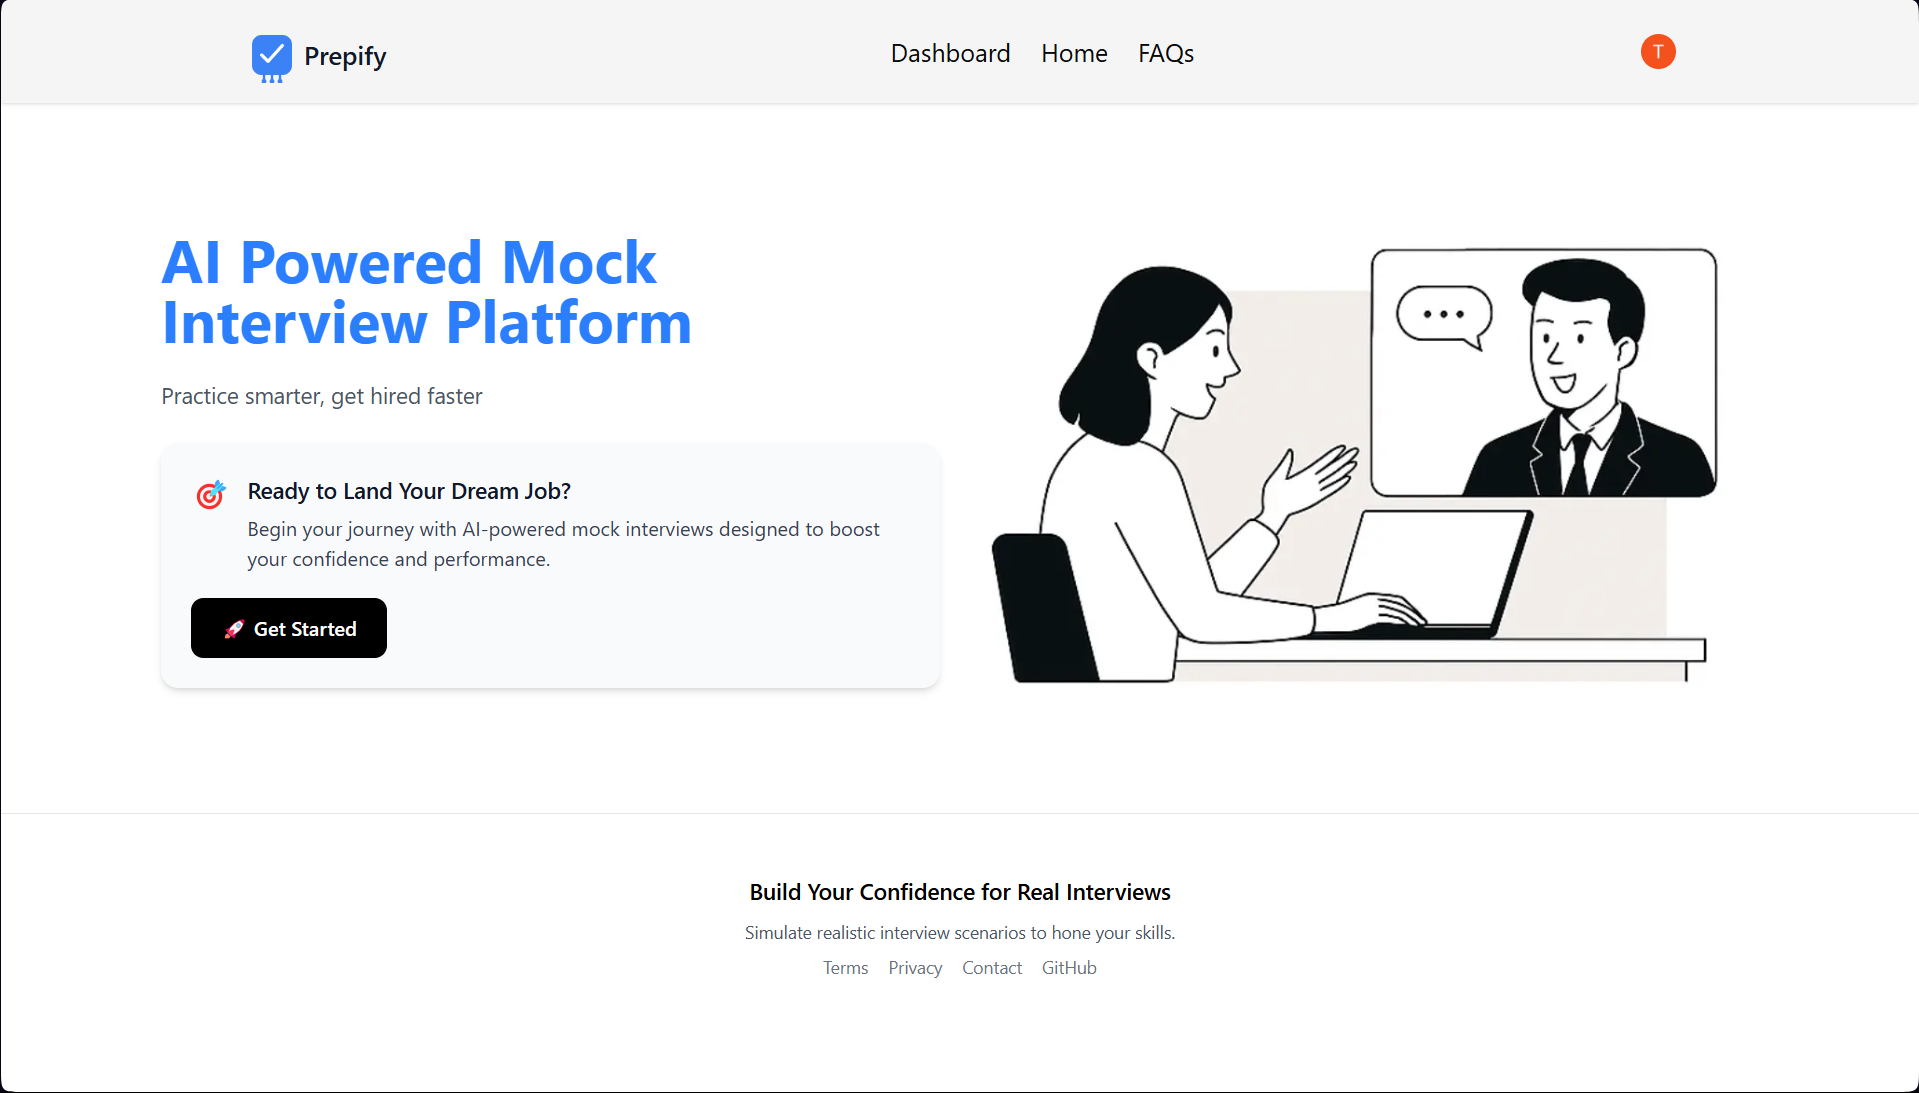 Prepify
Dashboard Home FAQs
T
AI Powered Mock
Interview Platform
Practice smarter, get hired faster
🎯 Ready to Land Your Dream Job?
Begin your journey with AI-powered mock interviews designed to boost
your confidence and performance.
🚀 Get Started
Build Your Confidence for Real Interviews
Simulate realistic interview scenarios to hone your skills.
Terms Privacy Contact GitHub